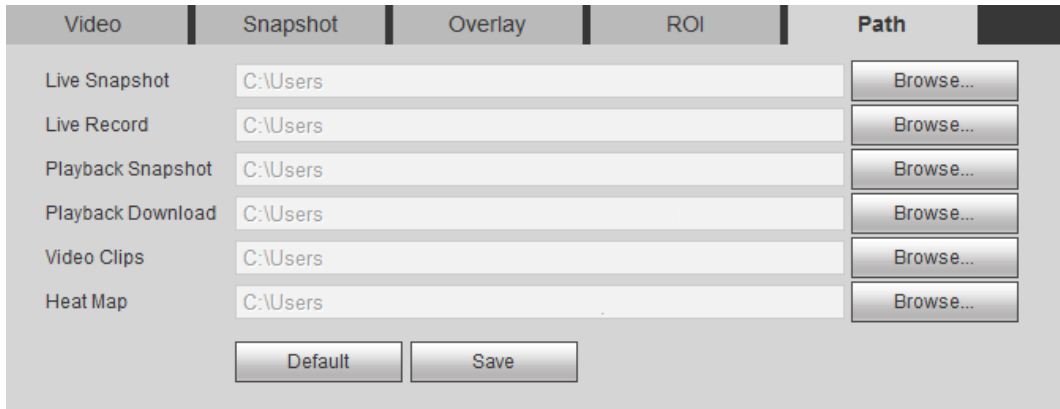 Video Snapshot Overlay ROI Path
Live Snapshot C:\Users Browse...
Live Record C:\Users Browse...
Playback Snapshot C:\Users Browse...
Playback Download C:\Users Browse...
Video Clips C:\Users Browse...
Heat Map C:\Users Browse...
Default Save